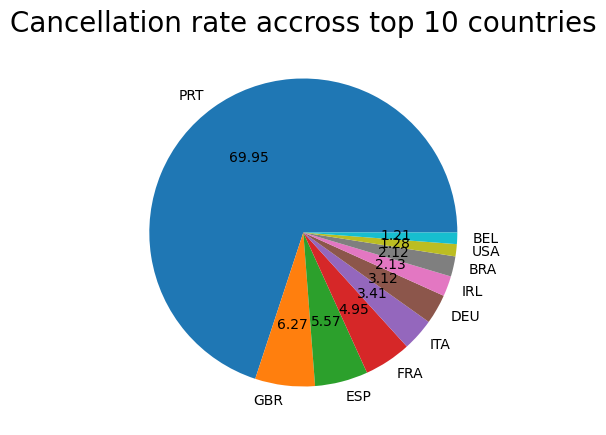 Cancellation rate accross top 10 countries
PRT
69.95
1.21
BEL
1.28
USA
2.12
BRA
2.13
IRL
3.12
DEU
3.41
ITA
4.95
FRA
5.57
ESP
6.27
GBR